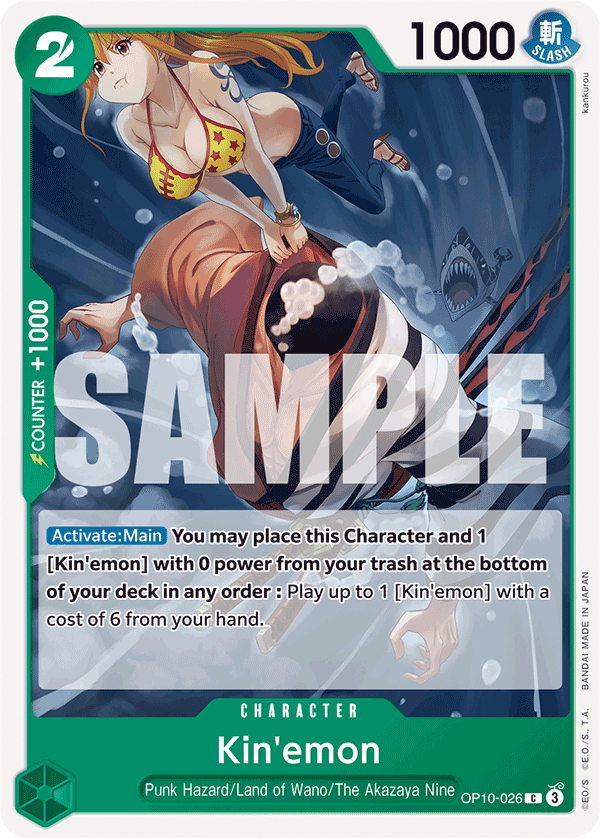 2
1000
斬
SLASH
kankurou
COUNTER +1000
SAMPLE
Activate:Main You may place this Character and 1
[Kin'emon] with 0 power from your trash at the bottom
of your deck in any order : Play up to 1 [Kin'emon] with a
cost of 6 from your hand.
CHARACTER
Kin'emon
Punk Hazard/Land of Wano/The Akazaya Nine
OP10-026 C 3
©EO/S ©E.O./S., T.A. BANDAI MADE IN JAPAN